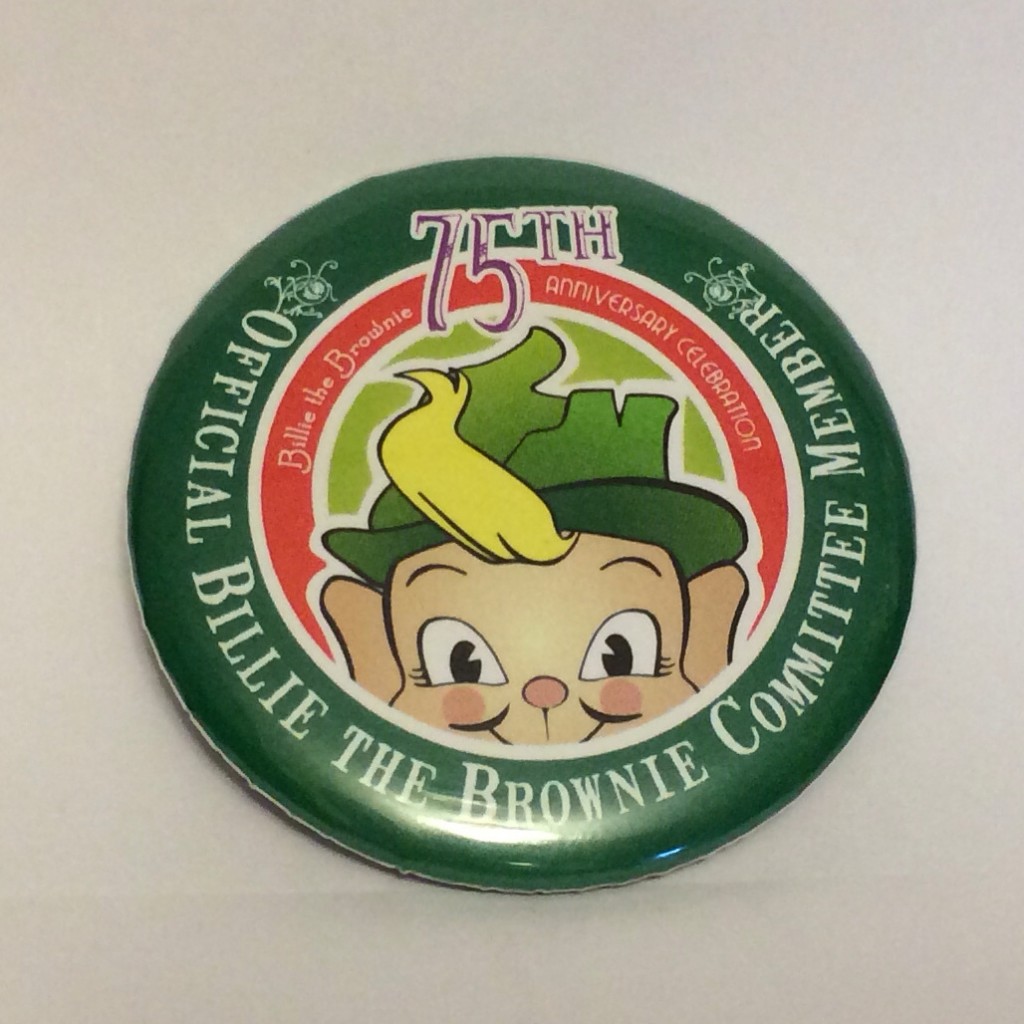 75TH
Billie the Brownie
ANNIVERSARY CELEBRATION
OFFICIAL BILLIE THE BROWNIE COMMITTEE MEMBER